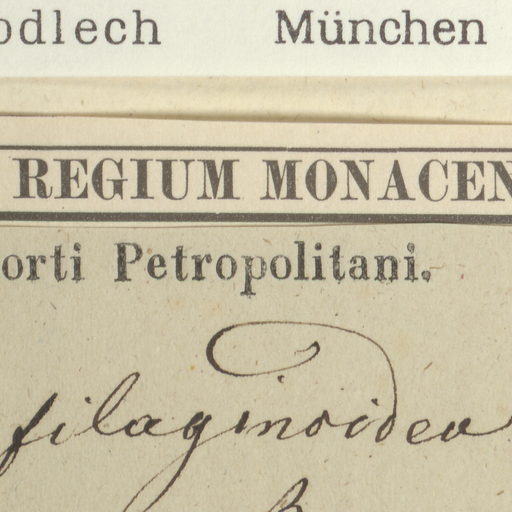 odlech München
REGIUM MONACEN
orti Petropolitani.
filaginoidea